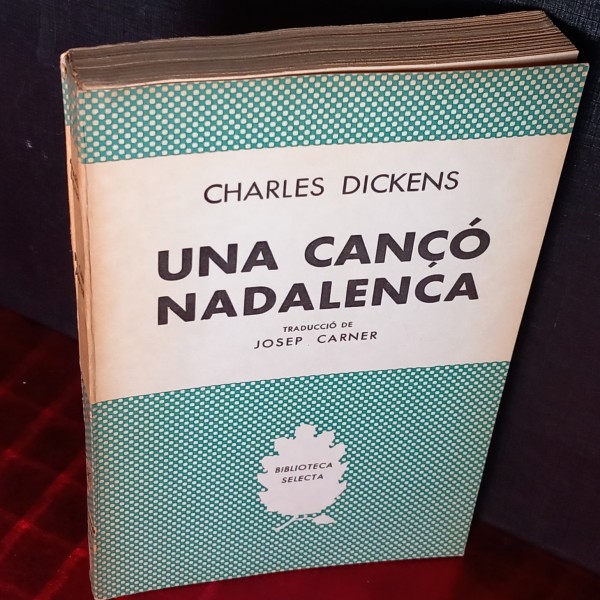 CHARLES DICKENS
UNA CANÇÓ
NADALENCA
TRADUCCIÓ DE
JOSEP CARNER
BIBLIOTECA
SELECTA